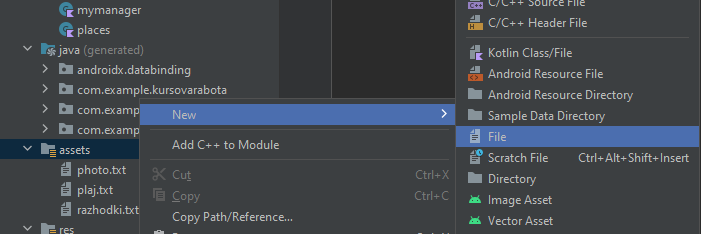 mymanager
places
java (generated)
androidx.databinding
com.example.kursovarabota
com.examp
com.examp
assets
photo.txt
plaj.txt
razhodki.txt
res
New
Add C++ to Module
Cut Ctrl+X
Copy Ctrl+C
Copy Path/Reference...
C/C++ Source File
C/C++ Header File
Kotlin Class/File
Android Resource File
Android Resource Directory
Sample Data Directory
File
Scratch File Ctrl+Alt+Shift+Insert
Directory
Image Asset
Vector Asset